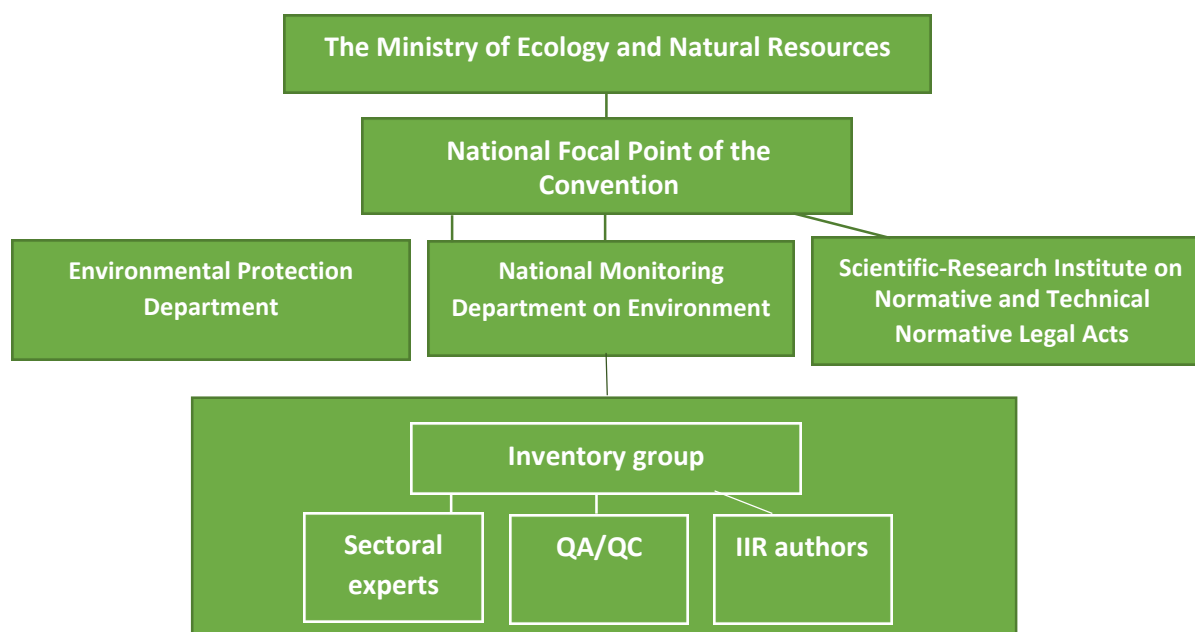 The Ministry of Ecology and Natural Resources
National Focal Point of the
Convention
Environmental Protection
Department
National Monitoring
Department on Environment
Scientific-Research Institute on
Normative and Technical
Normative Legal Acts
Inventory group
Sectoral
experts
QA/QC
IIR authors